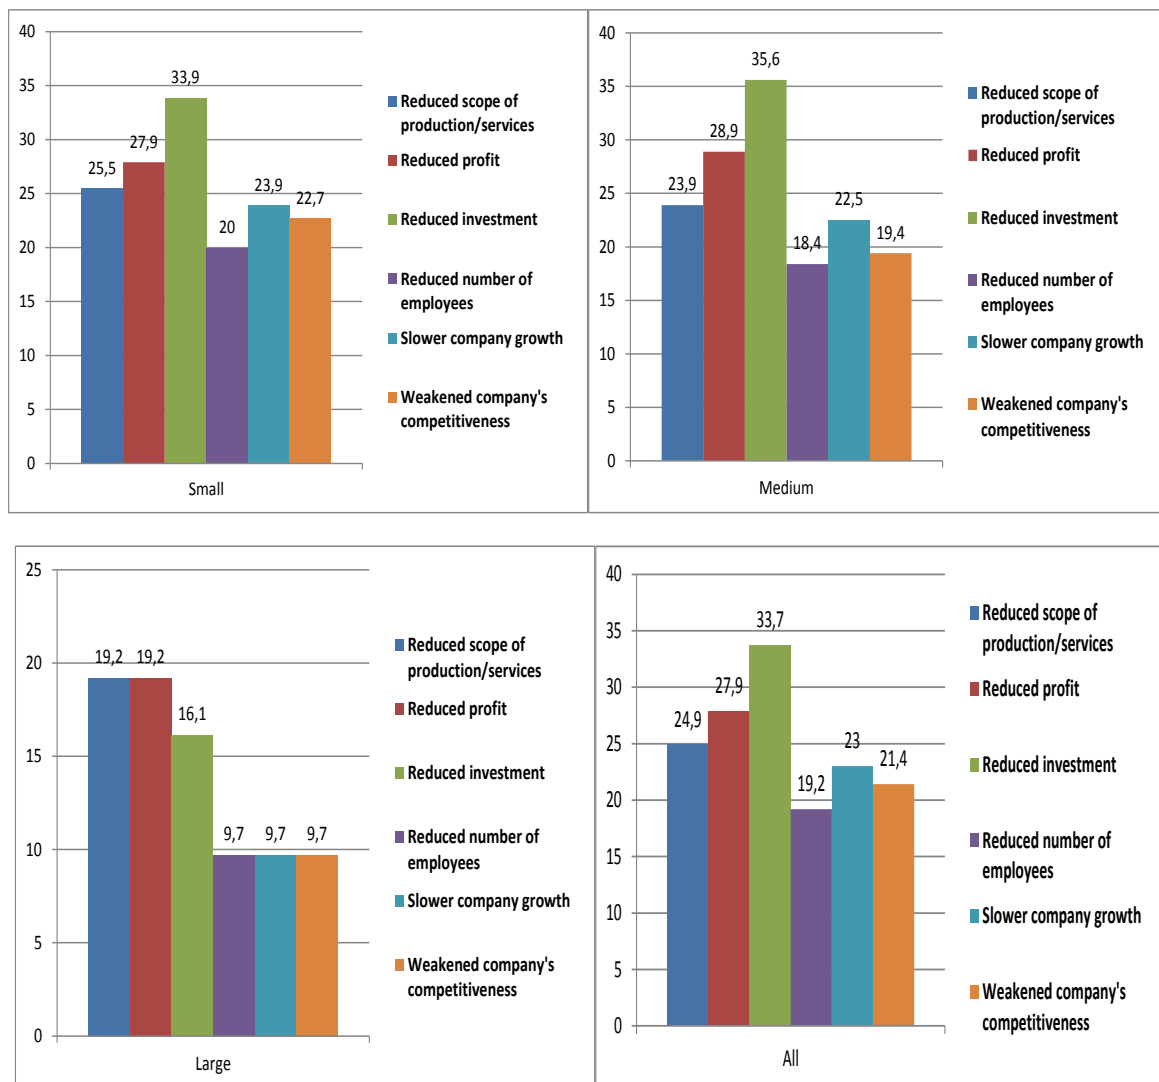 40
35
30
25
20
15
10
5
0
25,5
27,9
33,9
20
23,9
22,7
Small
Reduced scope of
production/services
Reduced profit
Reduced investment
Reduced number of
employees
Slower company growth
Weakened company's
competitiveness
40
35
30
25
20
15
10
5
0
23,9
28,9
35,6
18,4
22,5
19,4
Medium
Reduced scope of
production/services
Reduced profit
Reduced investment
Reduced number of
employees
Slower company growth
Weakened company's
competitiveness
25
20
15
10
5
0
19,2
19,2
16,1
9,7
9,7
9,7
Large
Reduced scope of
production/services
Reduced profit
Reduced investment
Reduced number of
employees
Slower company growth
Weakened company's
competitiveness
40
35
30
25
20
15
10
5
0
24,9
27,9
33,7
19,2
23
21,4
All
Reduced scope of
production/services
Reduced profit
Reduced investment
Reduced number of
employees
Slower company growth
Weakened company's
competitiveness